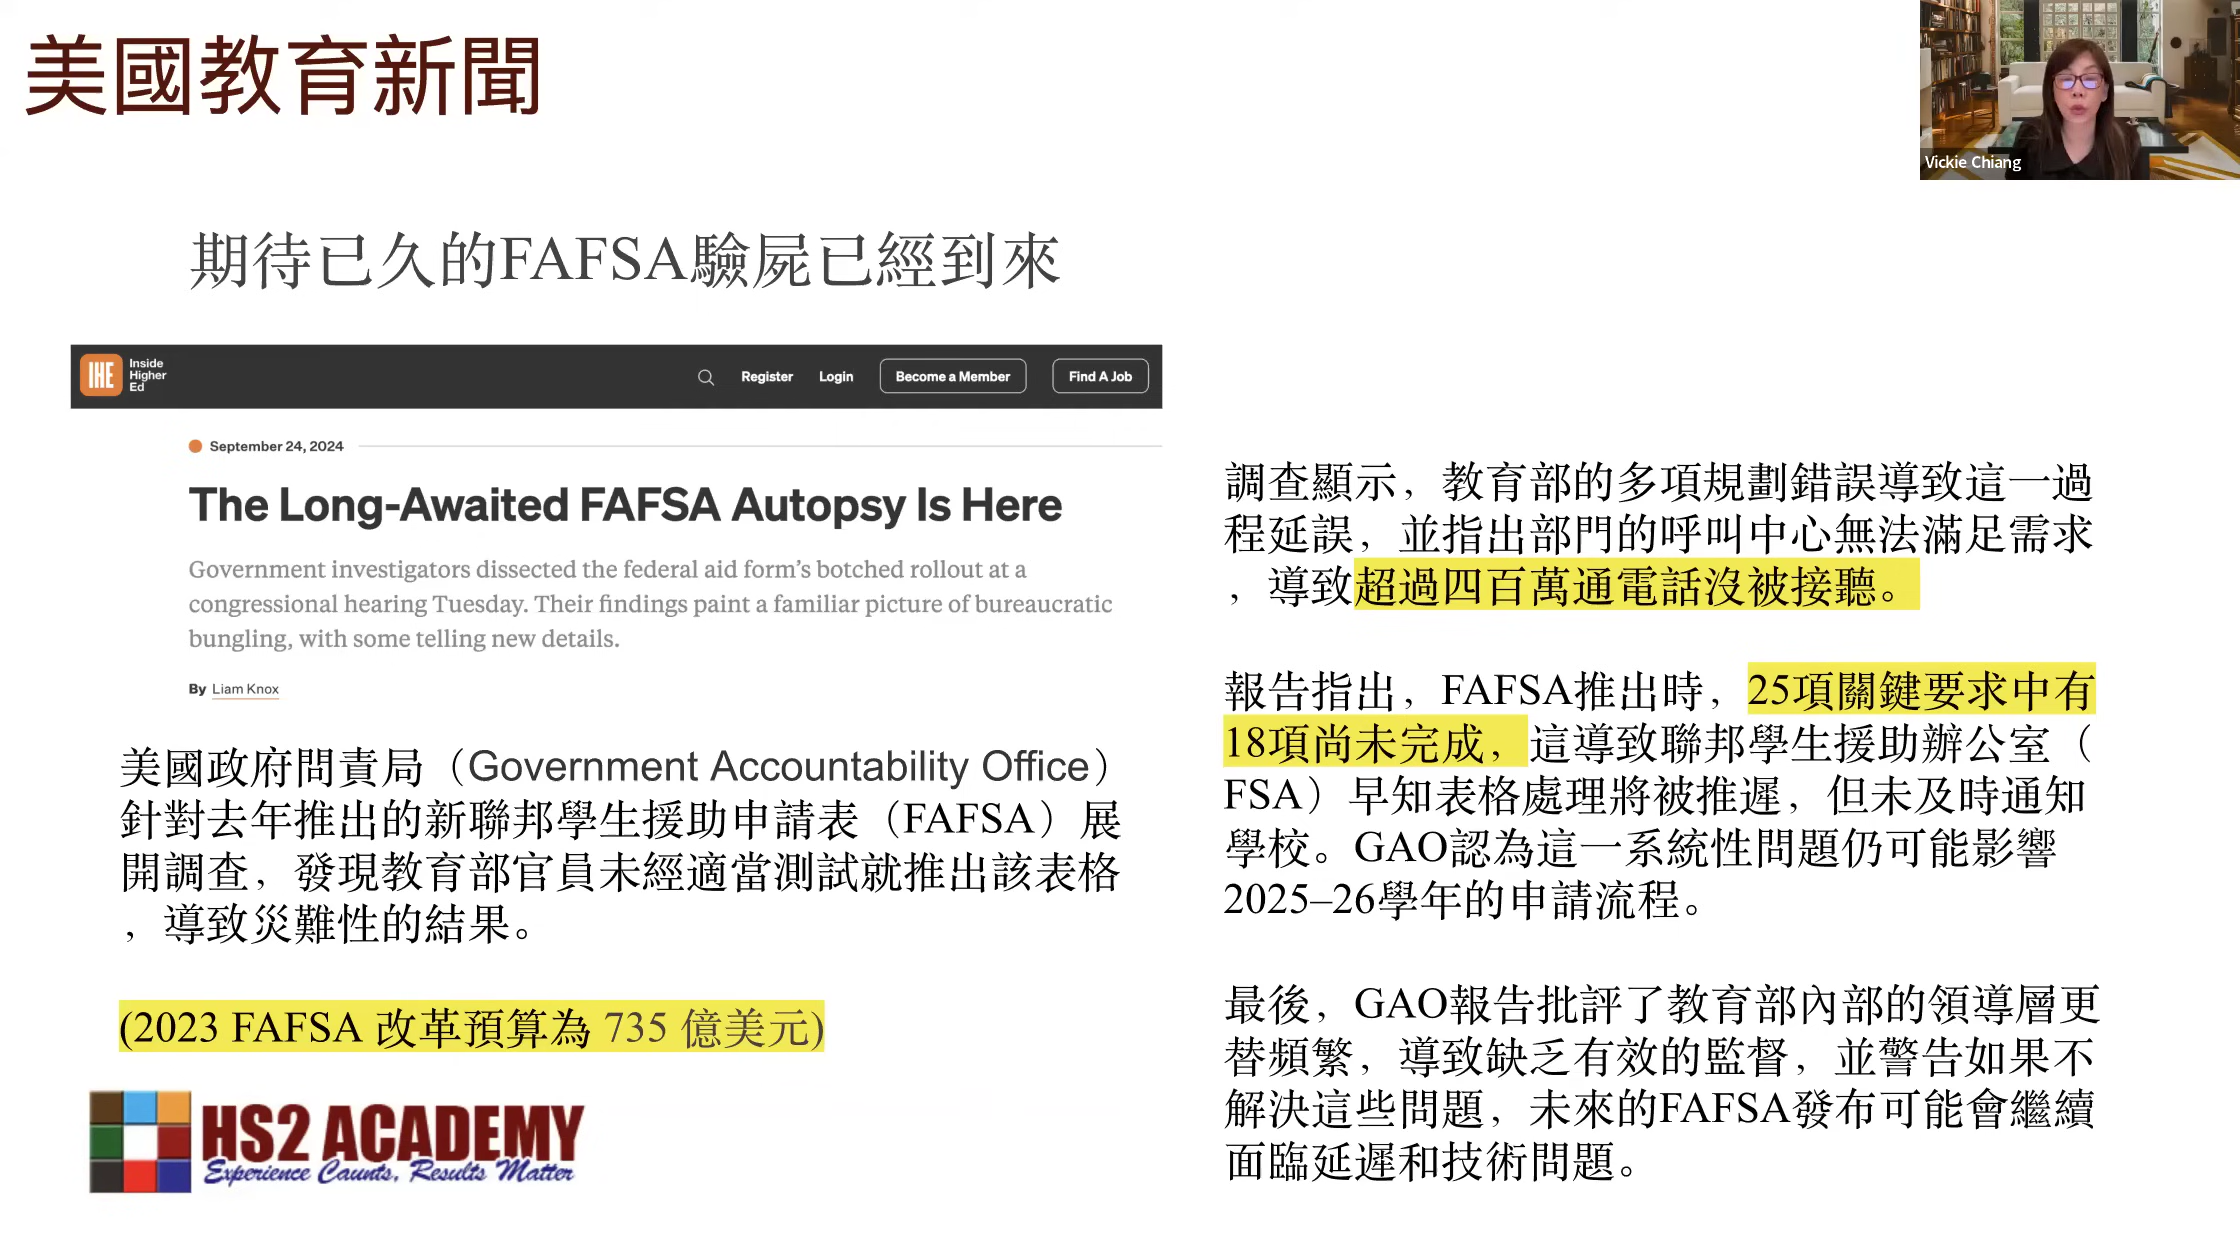 美國教育新聞
Vickie Chiang
期待已久的FAFSA驗屍已經到來
IHE
Inside
Higher
Ed
Register
Login
Become a Member
Find A Job
September 24, 2024
The Long-Awaited FAFSA Autopsy Is Here
Government investigators dissected the federal aid form’s botched rollout at a
congressional hearing Tuesday. Their findings paint a familiar picture of bureaucratic
bungling, with some telling new details.
By Liam Knox
美國政府問責局（Government Accountability Office）
針對去年推出的新聯邦學生援助申請表（FAFSA）展
開調查，發現教育部官員未經適當測試就推出該表格
，導致災難性的結果。
(2023 FAFSA 改革預算為 735 億美元)
HS2 ACADEMY
Experience Counts, Results Matter
調查顯示，教育部的多項規劃錯誤導致這一過
程延誤，並指出部門的呼叫中心無法滿足需求
，導致超過四百萬通電話沒被接聽。
報告指出，FAFSA推出時，25項關鍵要求中有
18項尚未完成，這導致聯邦學生援助辦公室（
FSA）早知表格處理將被推遲，但未及時通知
學校。GAO認為這一系統性問題仍可能影響
2025–26學年的申請流程。
最後，GAO報告批評了教育部內部的領導層更
替頻繁，導致缺乏有效的監督，並警告如果不
解決這些問題，未來的FAFSA發布可能會繼續
面臨延遲和技術問題。